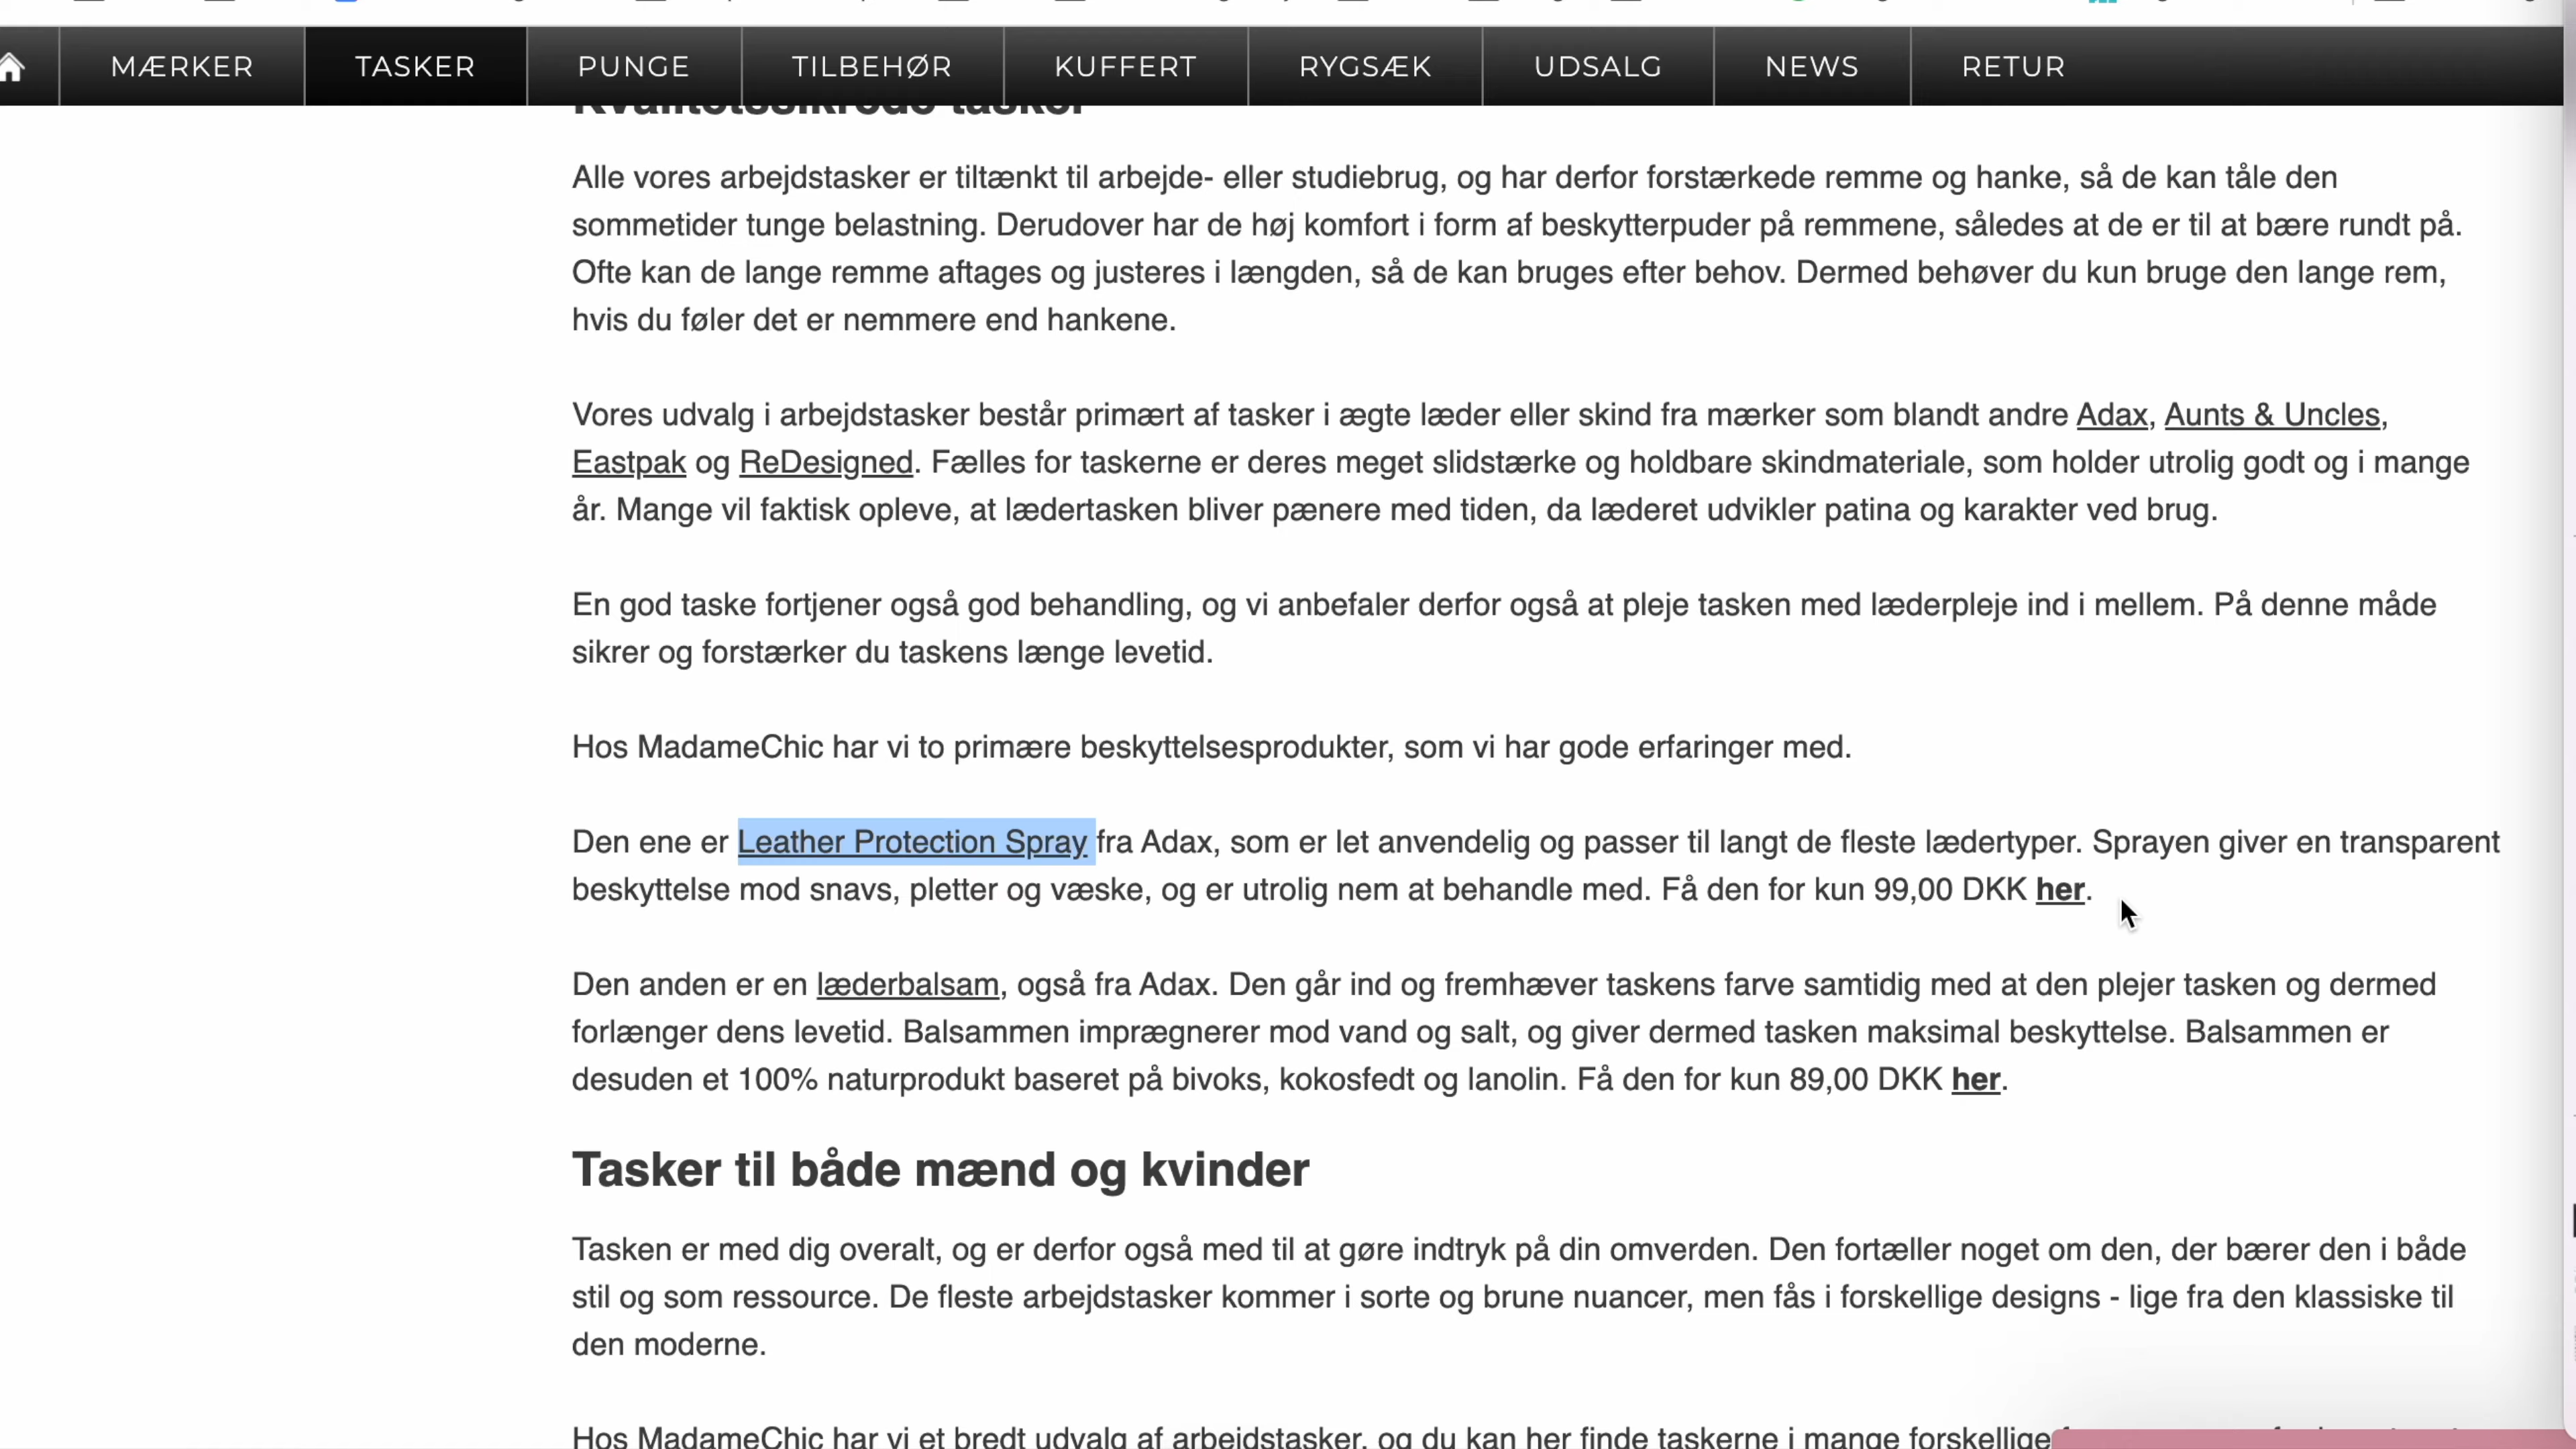 MÆRKER TASKER PUNGE TILBEHØR KUFFERT RYGSÆK UDSALG NEWS RETUR
Kvalitetssikrede tasker
Alle vores arbejdstasker er tiltænkt til arbejde- eller studiebrug, og har derfor forstærkede remme og hanke, så de kan tåle den
sommetider tunge belastning. Derudover har de høj komfort i form af beskytterpuder på remmene, således at de er til at bære rundt på.
Ofte kan de lange remme aftages og justeres i længden, så de kan bruges efter behov. Dermed behøver du kun bruge den lange rem,
hvis du føler det er nemmere end hankene.
Vores udvalg i arbejdstasker består primært af tasker i ægte læder eller skind fra mærker som blandt andre Adax, Aunts & Uncles,
Eastpak og ReDesigned. Fælles for taskerne er deres meget slidstærke og holdbare skindmateriale, som holder utrolig godt og i mange
år. Mange vil faktisk opleve, at lædertasken bliver pænere med tiden, da læderet udvikler patina og karakter ved brug.
En god taske fortjener også god behandling, og vi anbefaler derfor også at pleje tasken med læderpleje ind i mellem. På denne måde
sikrer og forstærker du taskens længe levetid.
Hos MadameChic har vi to primære beskyttelsesprodukter, som vi har gode erfaringer med.
Den ene er Leather Protection Spray fra Adax, som er let anvendelig og passer til langt de fleste lædertyper. Sprayen giver en transparent
beskyttelse mod snavs, pletter og væske, og er utrolig nem at behandle med. Få den for kun 99,00 DKK her.
Den anden er en læderbalsam, også fra Adax. Den går ind og fremhæver taskens farve samtidig med at den plejer tasken og dermed
forlænger dens levetid. Balsammen imprægnerer mod vand og salt, og giver dermed tasken maksimal beskyttelse. Balsammen er
desuden et 100% naturprodukt baseret på bivoks, kokosfedt og lanolin. Få den for kun 89,00 DKK her.
Tasker til både mænd og kvinder
Tasken er med dig overalt, og er derfor også med til at gøre indtryk på din omverden. Den fortæller noget om den, der bærer den i både
stil og som ressource. De fleste arbejdstasker kommer i sorte og brune nuancer, men fås i forskellige designs - lige fra den klassiske til
den moderne.
Hos MadameChic har vi et bredt udvalg af arbejdstasker, og du kan her finde taskerne i mange forskellige